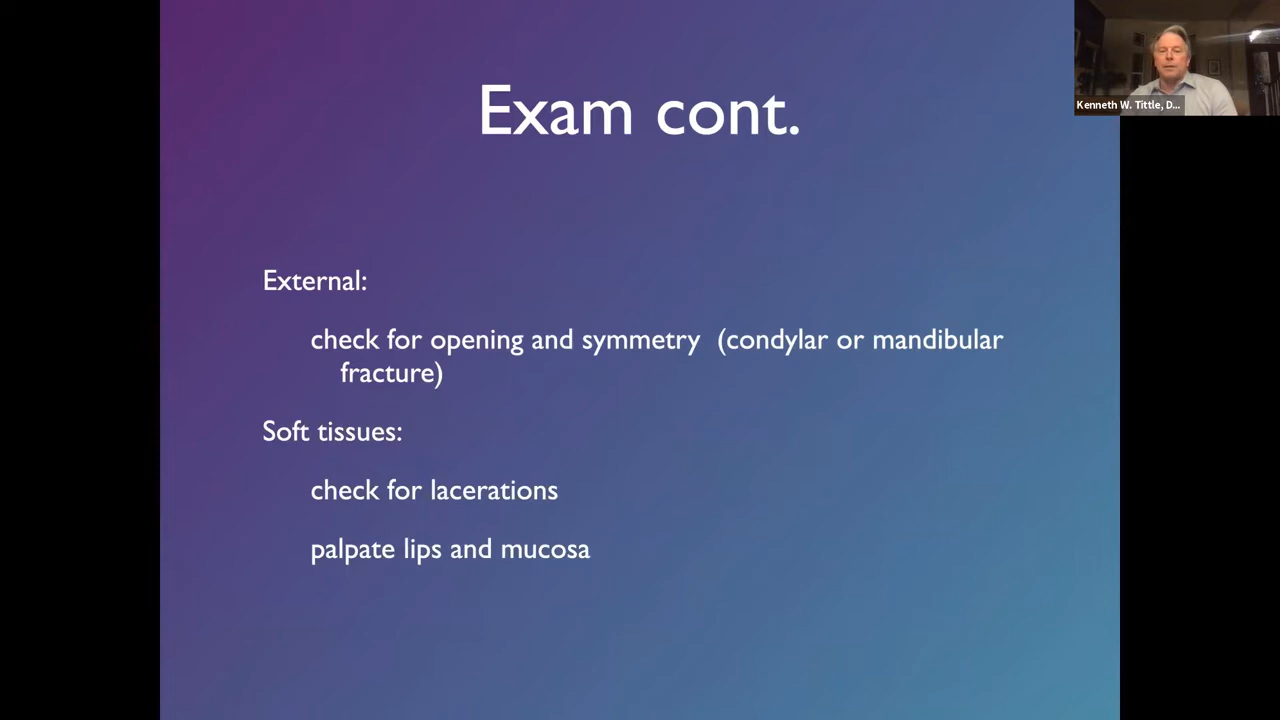 Exam cont.
Kenneth W. Tittle, D...
External:
check for opening and symmetry (condylar or mandibular
fracture)
Soft tissues:
check for lacerations
palpate lips and mucosa